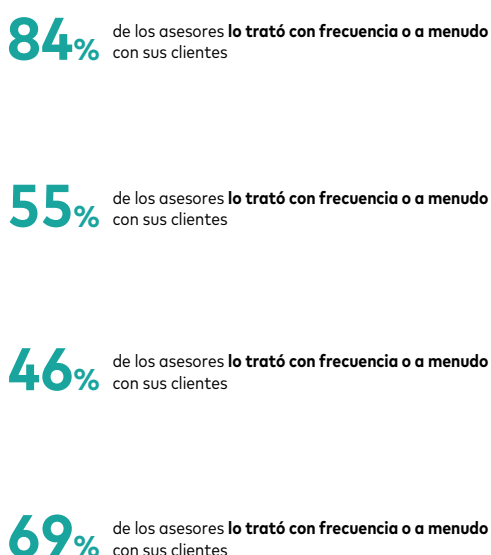 84% de los asesores lo trató con frecuencia o a menudo
con sus clientes
55% de los asesores lo trató con frecuencia o a menudo
con sus clientes
46% de los asesores lo trató con frecuencia o a menudo
con sus clientes
69% de los asesores lo trató con frecuencia o a menudo
con sus clientes